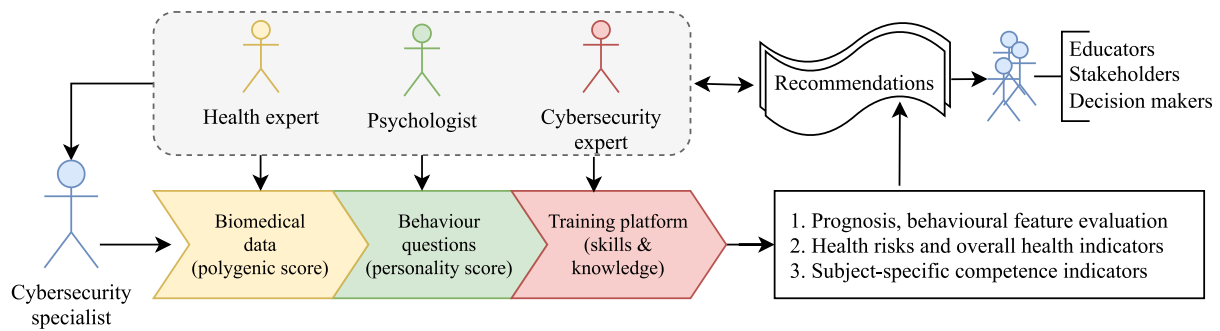 Health expert
Psychologist
Cybersecurity
expert
Recommendations
Educators
Stakeholders
Decision makers
Cybersecurity
specialist
Biomedical
data
(polygenic score)
Behaviour
questions
(personality score)
Training platform
(skills &
knowledge)
1. Prognosis, behavioural feature evaluation
2. Health risks and overall health indicators
3. Subject-specific competence indicators